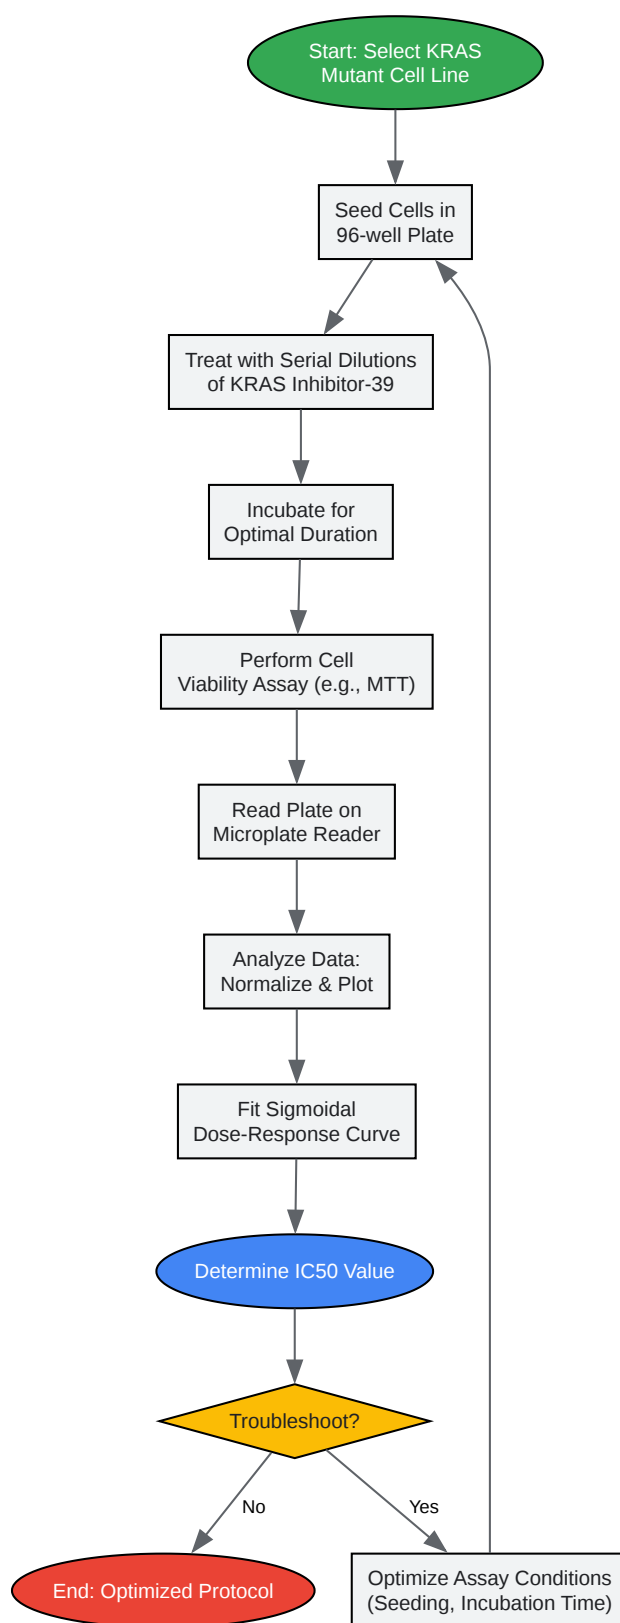 Start: Select KRAS
Mutant Cell Line
Seed Cells in
96-well Plate
Treat with Serial Dilutions
of KRAS Inhibitor-39
Incubate for
Optimal Duration
Perform Cell
Viability Assay (e.g., MTT)
Read Plate on
Microplate Reader
Analyze Data:
Normalize & Plot
Fit Sigmoidal
Dose-Response Curve
Determine IC50 Value
Troubleshoot?
No
Yes
End: Optimized Protocol
Optimize Assay Conditions
(Seeding, Incubation Time)